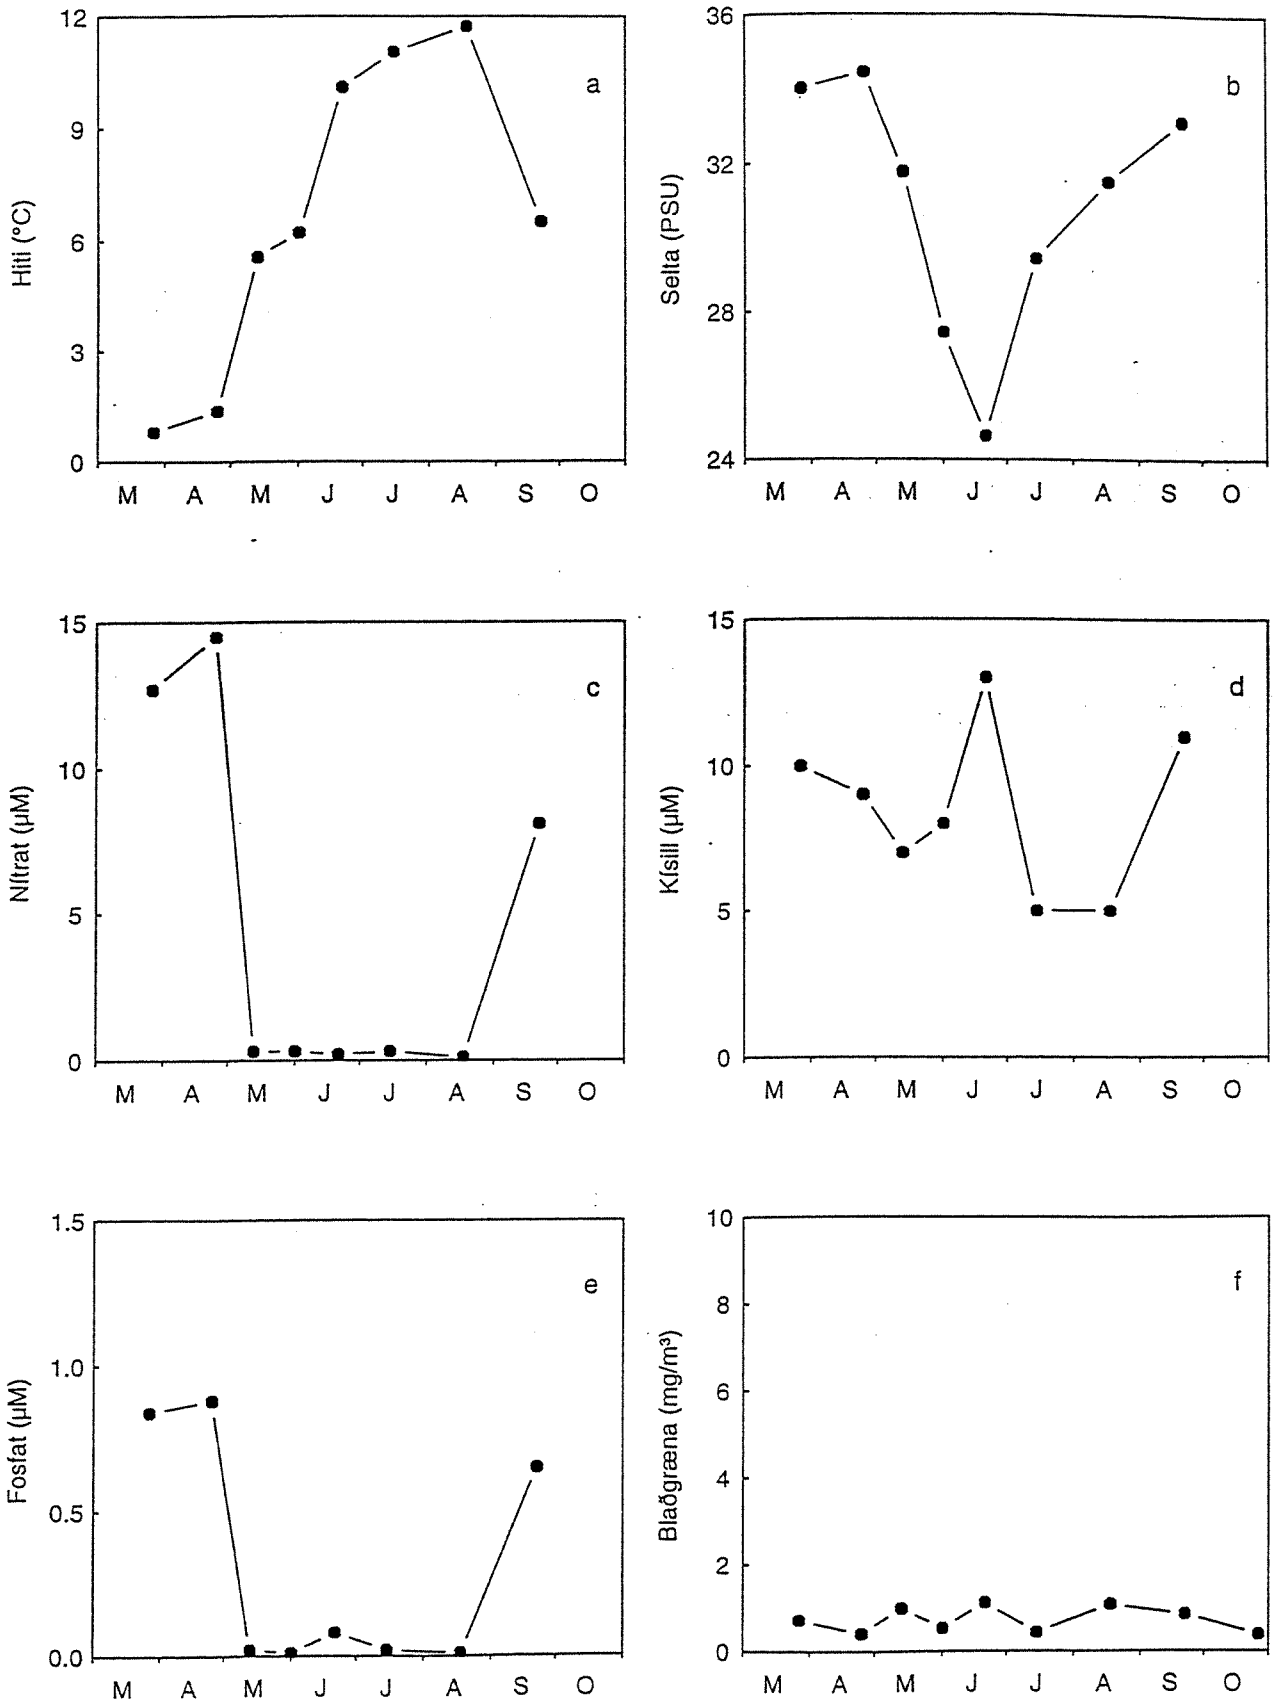 a
Hiti (°C)
12
9
6
3
0
M A M J J A S O
b
Selta (PSU)
36
32
28
24
M A M J J A S O
c
Nítrat (µM)
15
10
5
0
M A M J J A S O
d
Kísill (µM)
15
10
5
0
M A M J J A S O
e
Fosfat (µM)
1.5
1.0
0.5
0.0
M A M J J A S O
f
Blaðgræna (mg/m³)
10
8
6
4
2
0
M A M J J A S O